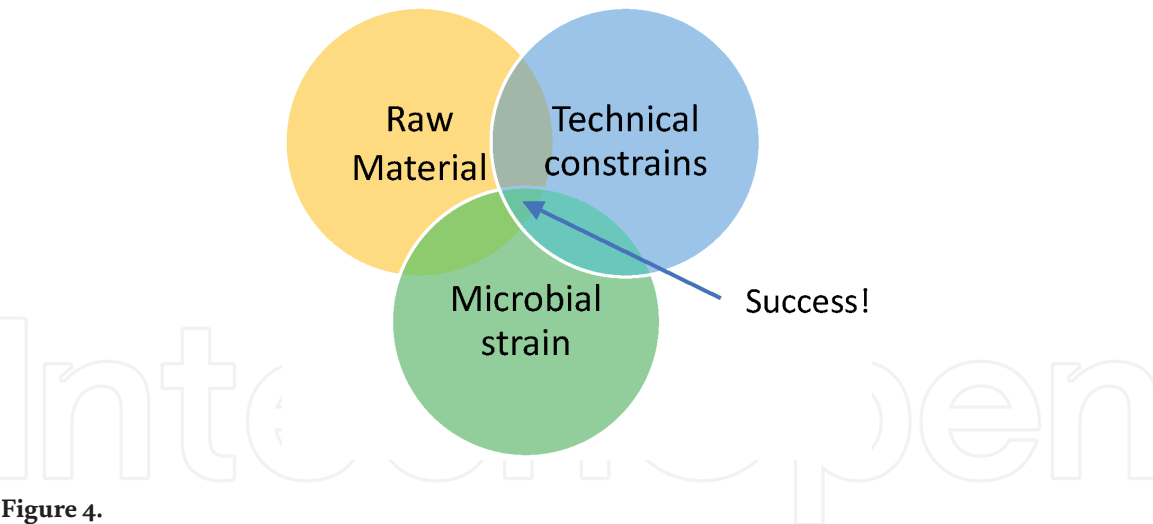 Raw
Material
Technical
constrains
Microbial
strain
Success!
IntechOpen
Figure 4.